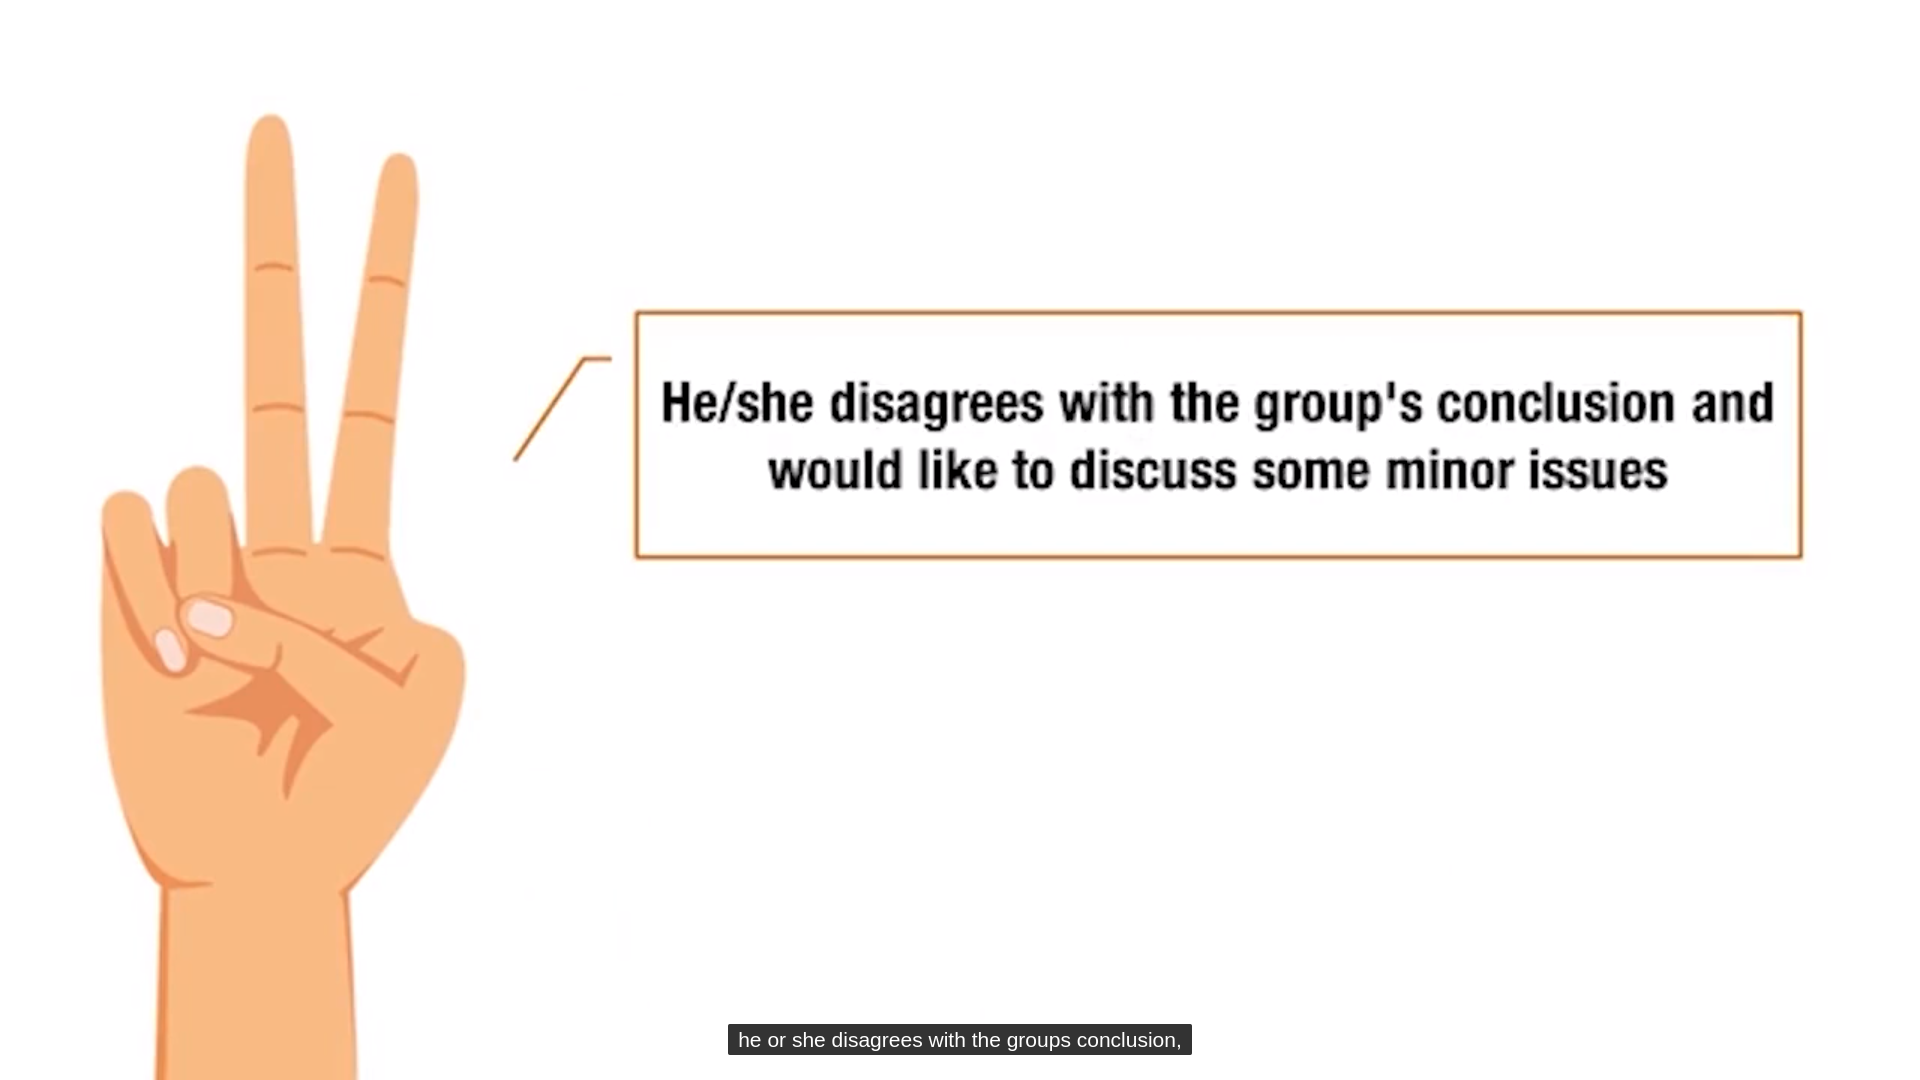 He/she disagrees with the group's conclusion and
would like to discuss some minor issues
he or she disagrees with the groups conclusion,